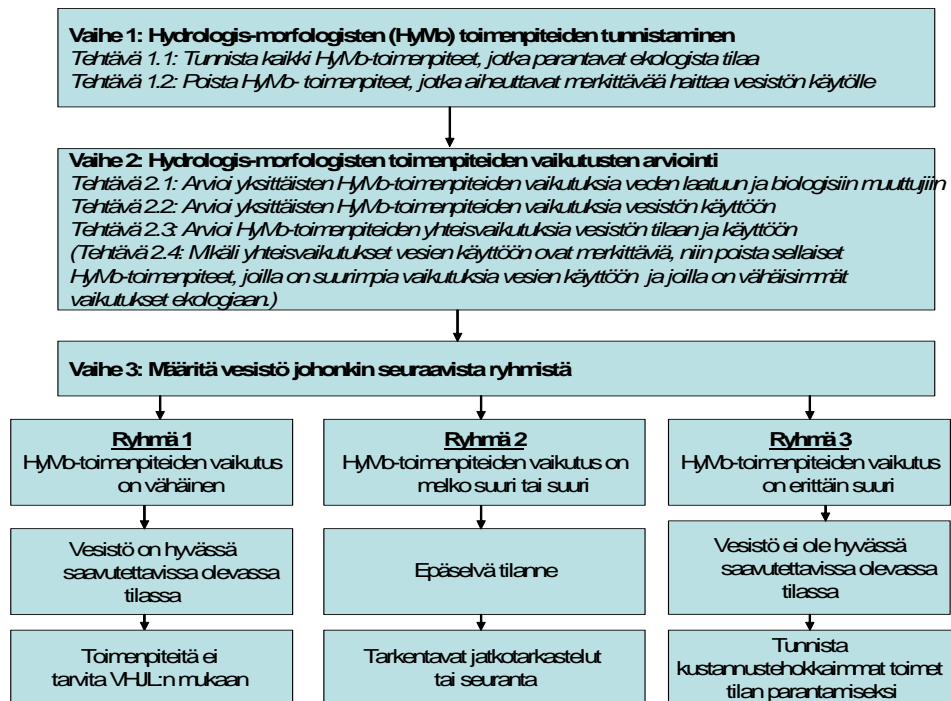 Vaihe 1: Hydrologis-morfologisten (HyMo) toimenpiteiden tunnistaminen
Tehtävä 1.1: Tunnista kaikki HyMo-toimenpiteet, jotka parantavat ekologista tilaa
Tehtävä 1.2: Poista HyMo- toimenpiteet, jotka aiheuttavat merkittävää haittaa vesistön käytölle
Vaihe 2: Hydrologis-morfologisten toimenpiteiden vaikutusten arviointi
Tehtävä 2.1: Arvioi yksittäisten HyMo-toimenpiteiden vaikutuksia veden laatuun ja biologisiin muuttujiin
Tehtävä 2.2: Arvioi yksittäisten HyMo-toimenpiteiden vaikutuksia vesistön käyttöön
Tehtävä 2.3: Arvioi HyMo-toimenpiteiden yhteisvaikutuksia vesistön tilaan ja käyttöön
(Tehtävä 2.4: Mikäli yhteisvaikutukset vesien käyttöön ovat merkittäviä, niin poista sellaiset
HyMo-toimenpiteet, joilla on suurimpia vaikutuksia vesien käyttöön ja joilla on vähäisimmät
vaikutukset ekologiaan.)
Vaihe 3: Määritä vesistö johonkin seuraavista ryhmistä
Ryhmä 1
HyMo-toimenpiteiden vaikutus
on vähäinen
Ryhmä 2
HyMo-toimenpiteiden vaikutus on
melko suuri tai suuri
Ryhmä 3
HyMo-toimenpiteiden vaikutus
on erittäin suuri
Vesistö on hyvässä
saavutettavissa olevassa
tilassa
Epäselvä tilanne
Vesistö ei ole hyvässä
saavutettavissa olevassa
tilassa
Toimenpiteitä ei
tarvita VHJL:n mukaan
Tarkentavat jatkotarkastelut
tai seuranta
Tunnista
kustannustehokkaimmat toimet
tilan parantamiseksi